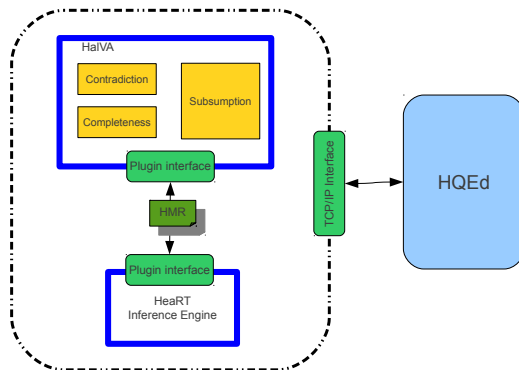 HalVA
Contradiction
Completeness
Subsumption
Plugin interface
HMR
Plugin interface
HeaRT
Inference Engine
TCP/IP Interface
HQEd